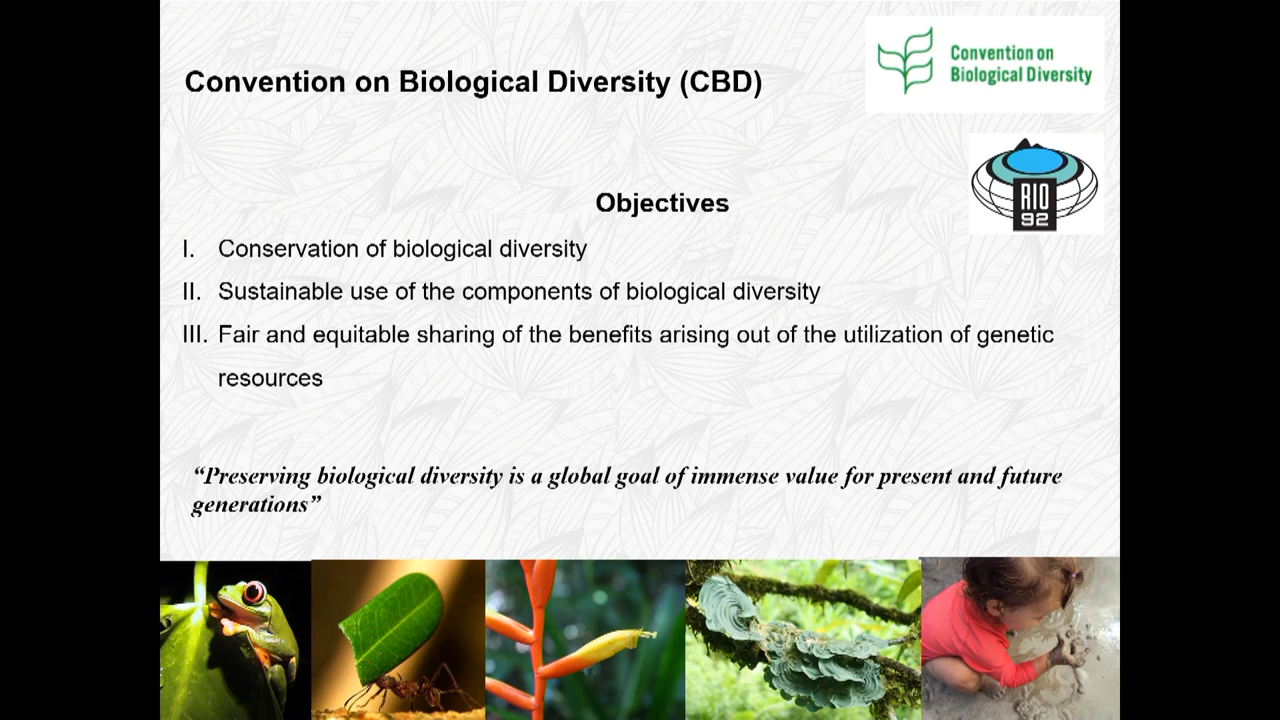 Convention on
Biological Diversity
Convention on Biological Diversity (CBD)
RIO
92
Objectives
I. Conservation of biological diversity
II. Sustainable use of the components of biological diversity
III. Fair and equitable sharing of the benefits arising out of the utilization of genetic
resources
“Preserving biological diversity is a global goal of immense value for present and future
generations”